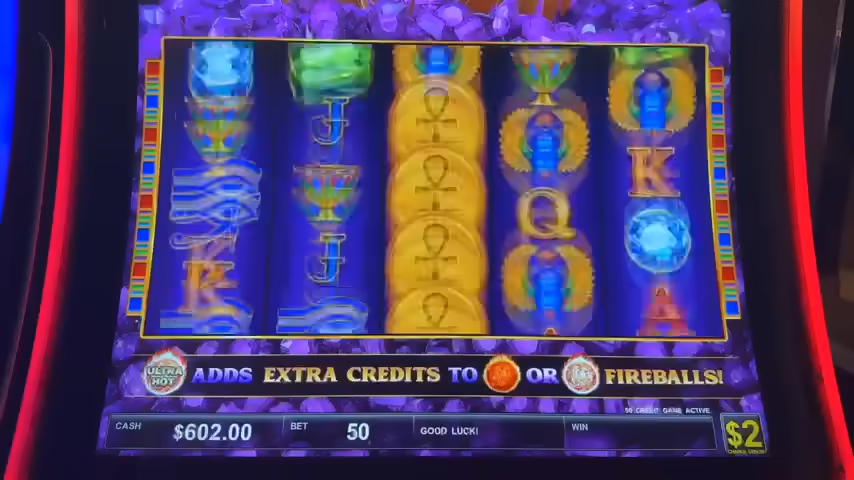 J
K
Q
J
K
A
ULTRA HOT ADDS EXTRA CREDITS TO OR FIREBALLS!
50 CREDIT GAME ACTIVE
CASH $602.00 BET 50 GOOD LUCK! WIN $2